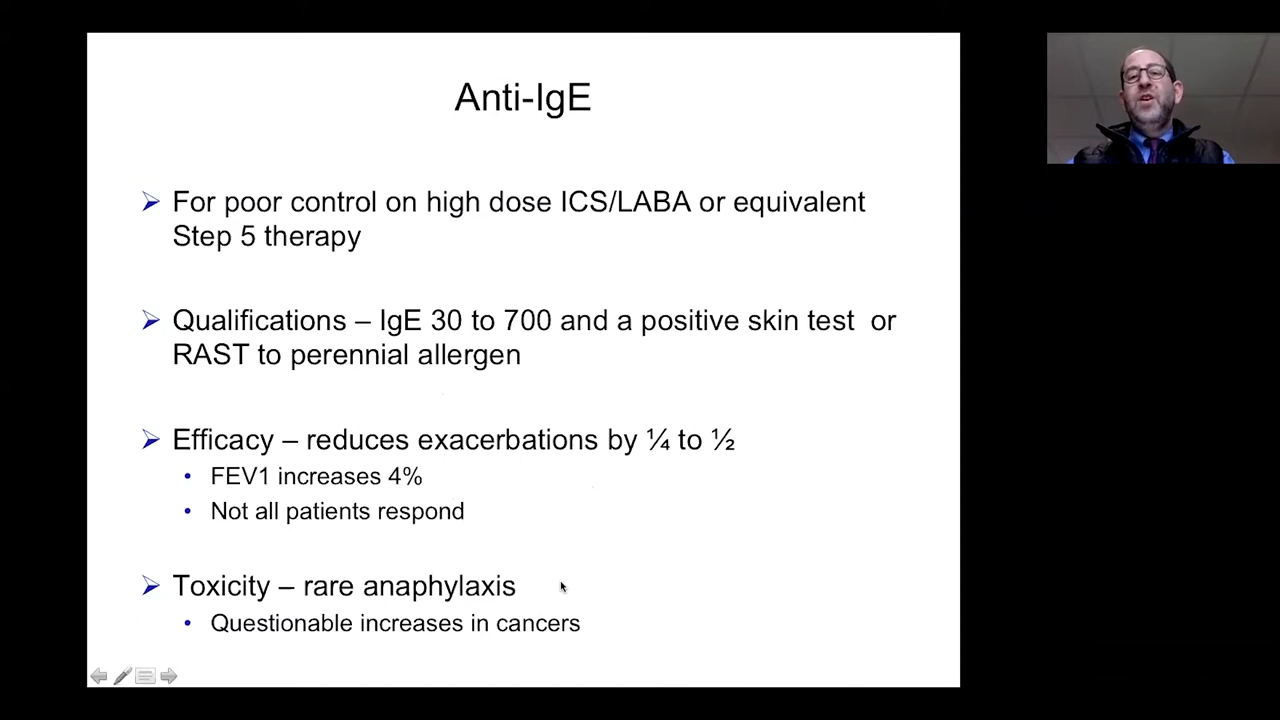 Anti-IgE
For poor control on high dose ICS/LABA or equivalent
Step 5 therapy
Qualifications – IgE 30 to 700 and a positive skin test or
RAST to perennial allergen
Efficacy – reduces exacerbations by ¼ to ½
FEV1 increases 4%
Not all patients respond
Toxicity – rare anaphylaxis
Questionable increases in cancers